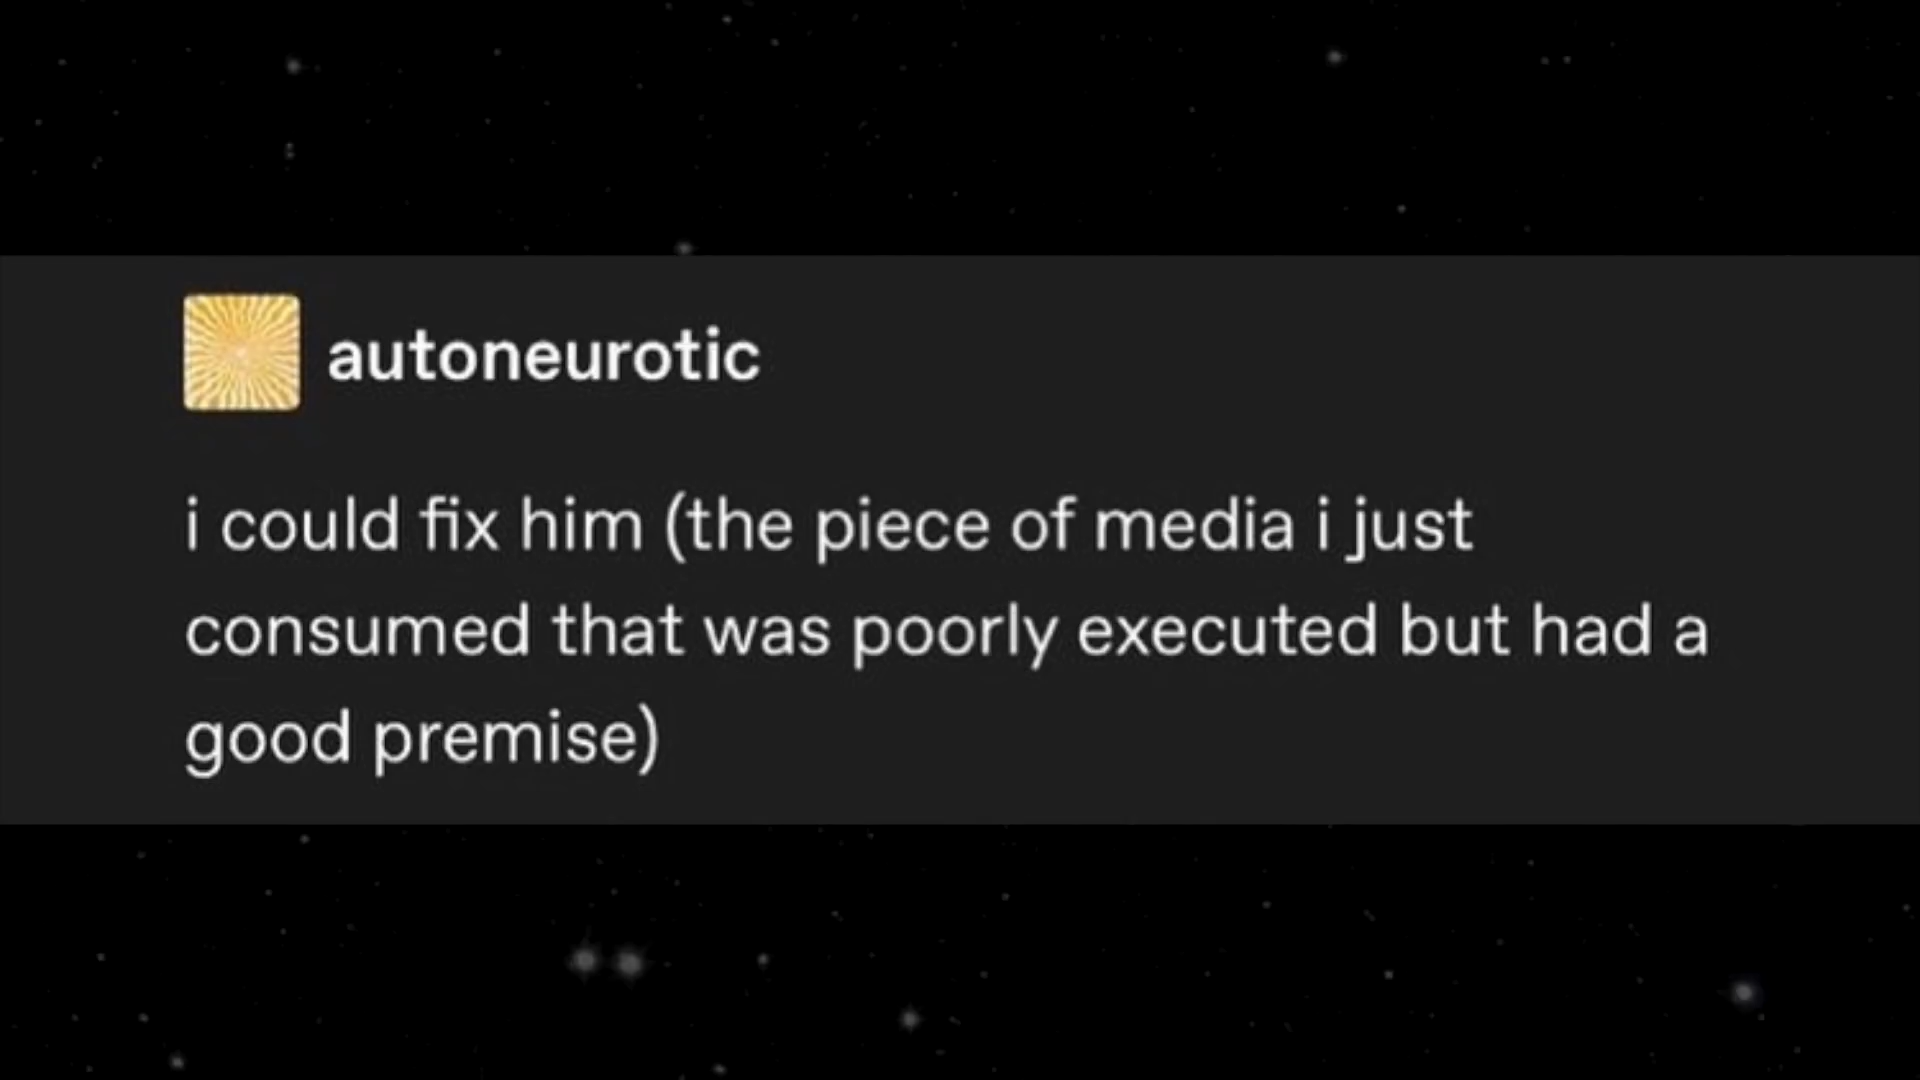 autoneurotic
i could fix him (the piece of media i just
consumed that was poorly executed but had a
good premise)